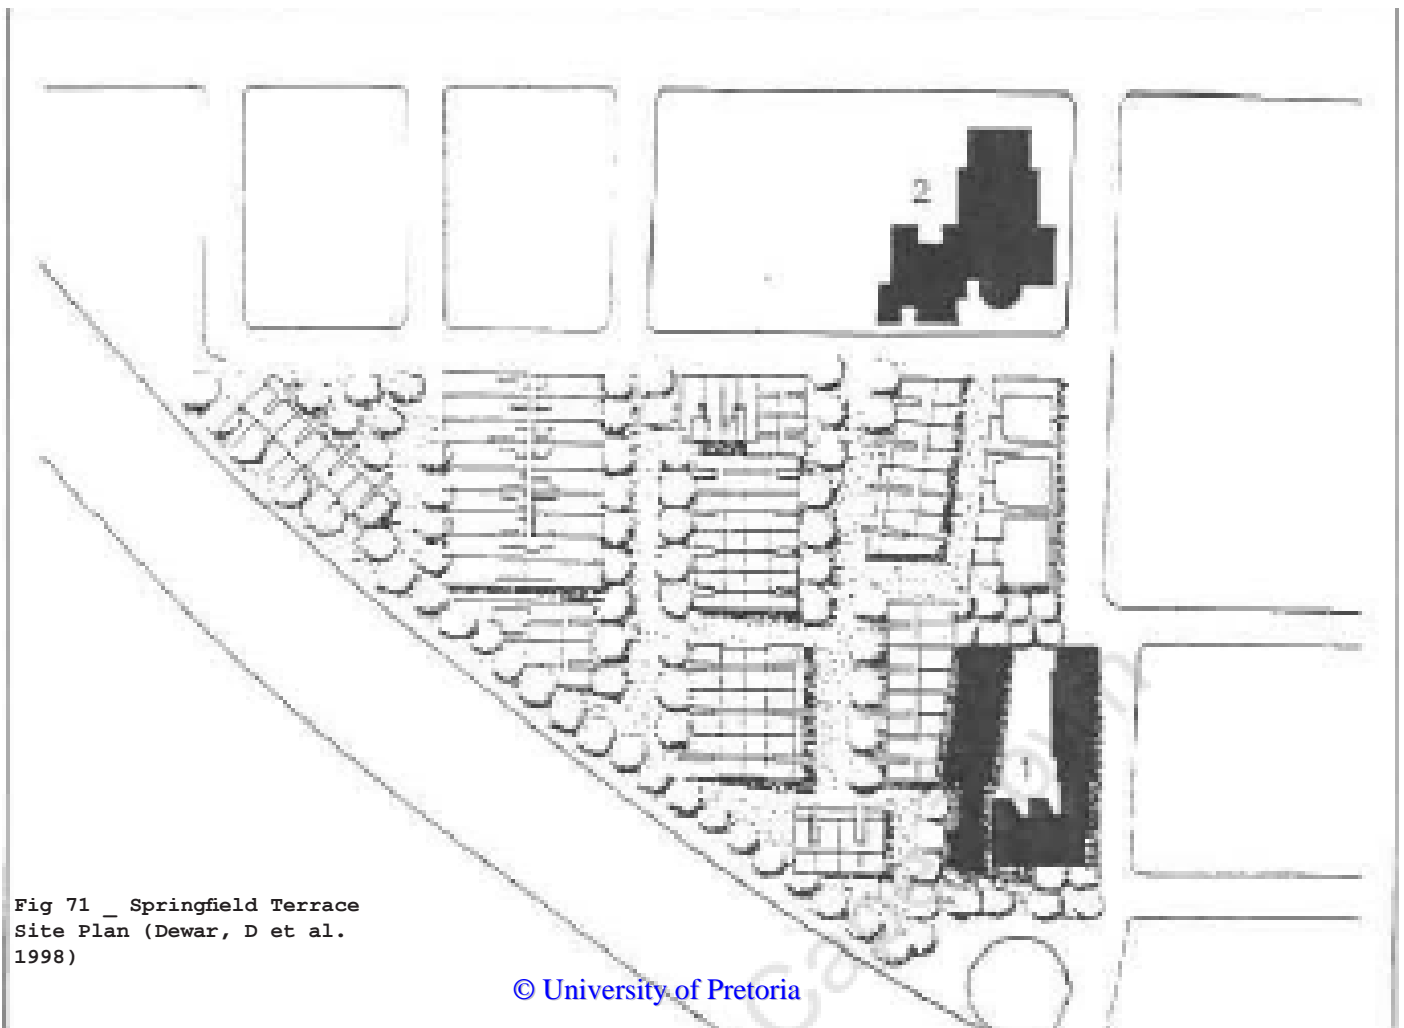 2
1
Fig 71 _ Springfield Terrace
Site Plan (Dewar, D et al.
1998)
© University of Pretoria